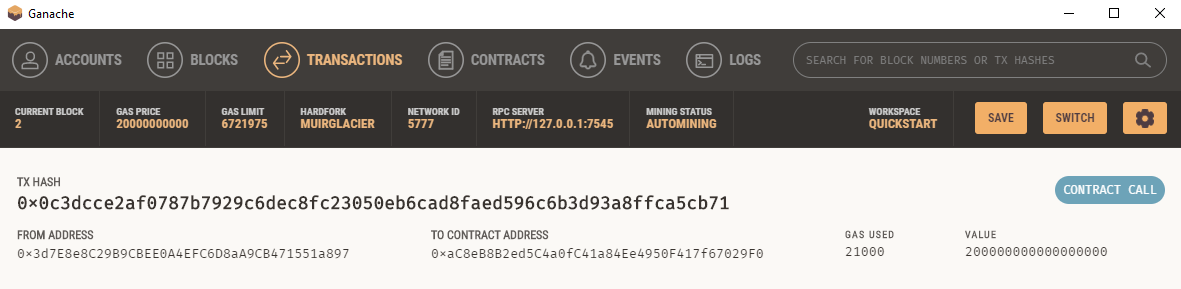 Ganache
ACCOUNTS BLOCKS TRANSACTIONS CONTRACTS EVENTS LOGS SEARCH FOR BLOCK NUMBERS OR TX HASHES
CURRENT BLOCK GAS PRICE GAS LIMIT HARDFORK NETWORK ID RPC SERVER MINING STATUS WORKSPACE
2 20000000000 6721975 MUIRGLACIER 5777 HTTP://127.0.0.1:7545 AUTOMINING QUICKSTART SAVE SWITCH
TX HASH
0×0c3dcce2af0787b7929c6dec8fc23050eb6cad8faed596c6b3d93a8ffca5cb71 CONTRACT CALL
FROM ADDRESS TO CONTRACT ADDRESS GAS USED VALUE
0×3d7E8e8C29B9CBEE0A4EFC6D8aA9CB471551a897 0×aC8eB8B2ed5C4a0fC41a84Ee4950F417f67029F0 21000 200000000000000000